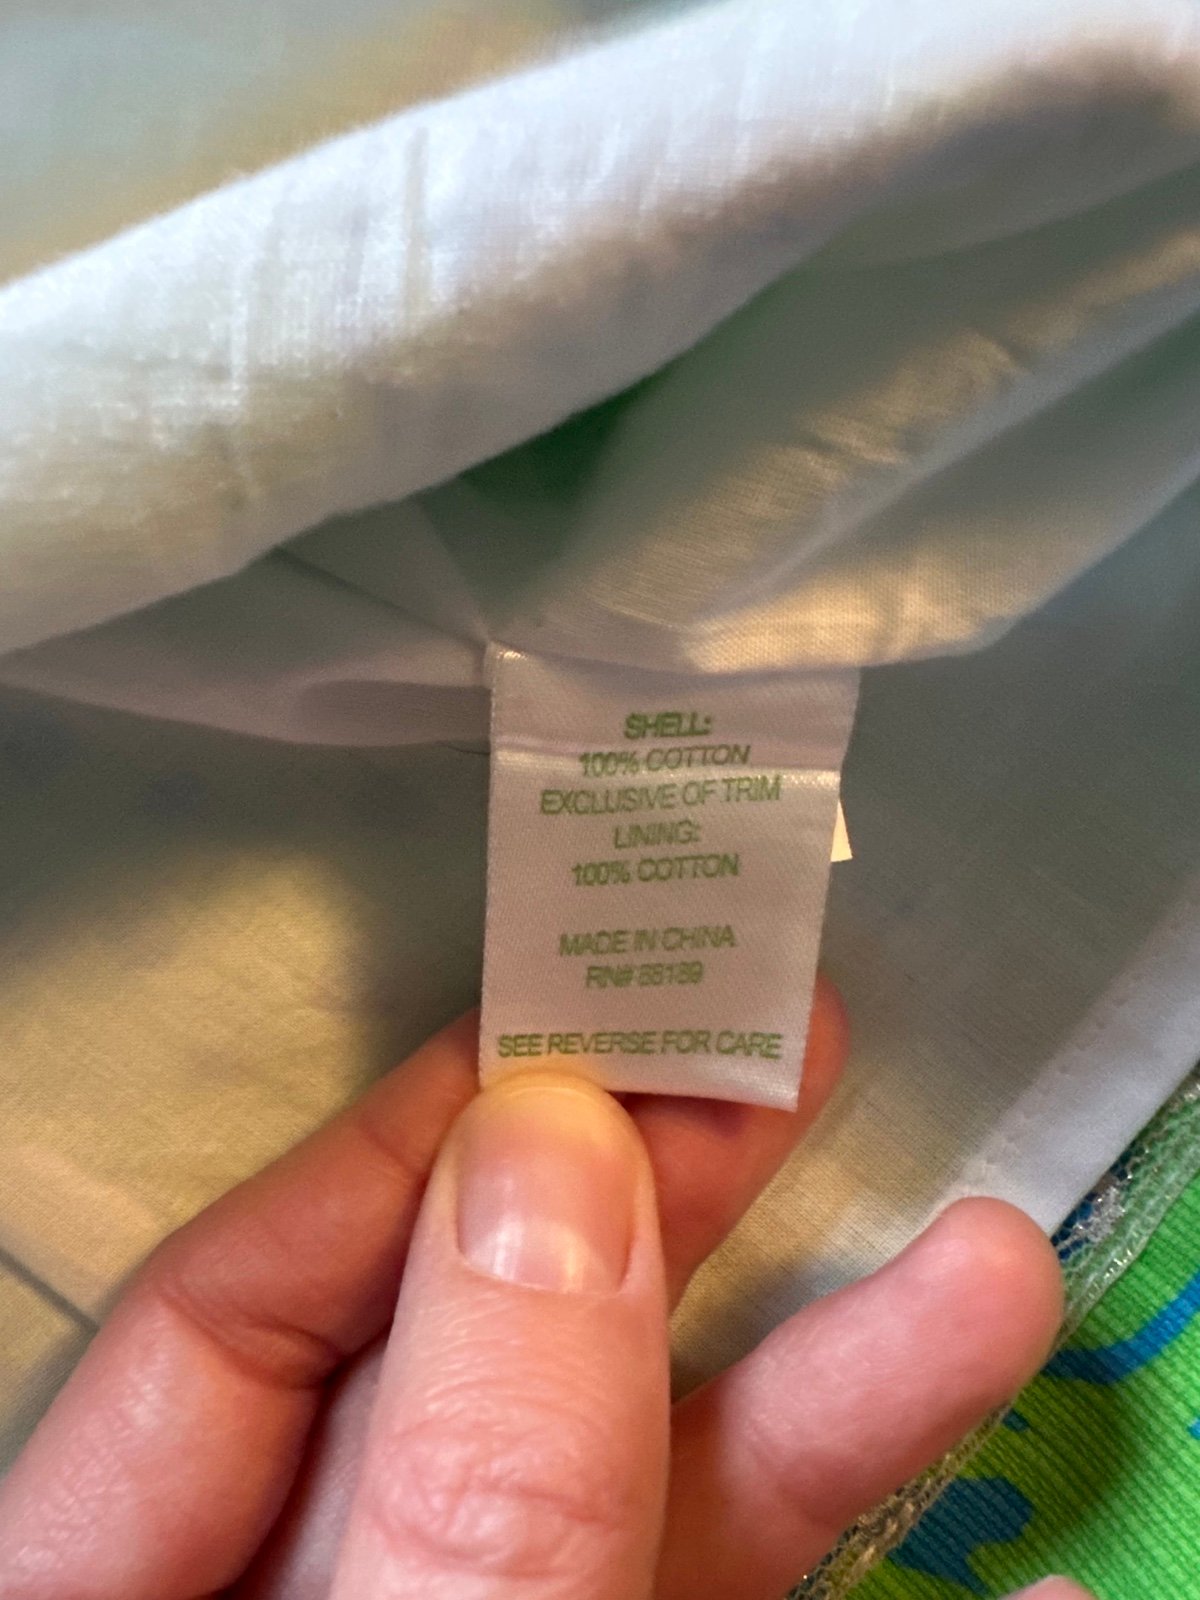 SHELL:
100% COTTON
EXCLUSIVE OF TRIM
LINING:
100% COTTON
MADE IN CHINA
RN# 88189
SEE REVERSE FOR CARE